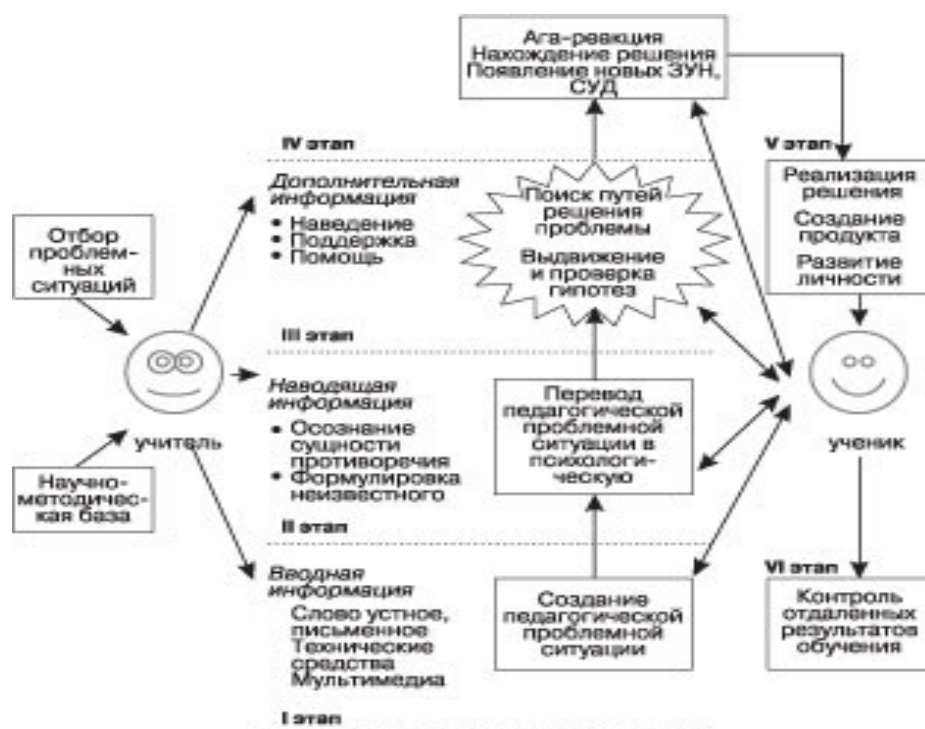 Ага-реакция
Нахождение решения
Появление новых ЗУН,
СУД
IV этап
Дополнительная
информация
• Наведение
• Поддержка
• Помощь
Поиск путей
решения
проблемы
Выдвижение
и проверка
гипотез
V этап
Реализация
решения
Создание
продукта
Развитие
личности
Отбор
проблем-
ных
ситуаций
учитель
Научно-
методичес-
кая база
III этап
Наводящая
информация
• Осознание
сущности
противоречия
• Формулировка
неизвестного
Перевод
педагогической
проблемной
ситуации в
психологи-
ческую
ученик
II этап
Вводная
информация
Слово устное,
письменное
Технические
средства
Мультимедиа
Создание
педагогической
проблемной
ситуации
VI этап
Контроль
отдаленных
результатов
обучения
I этап